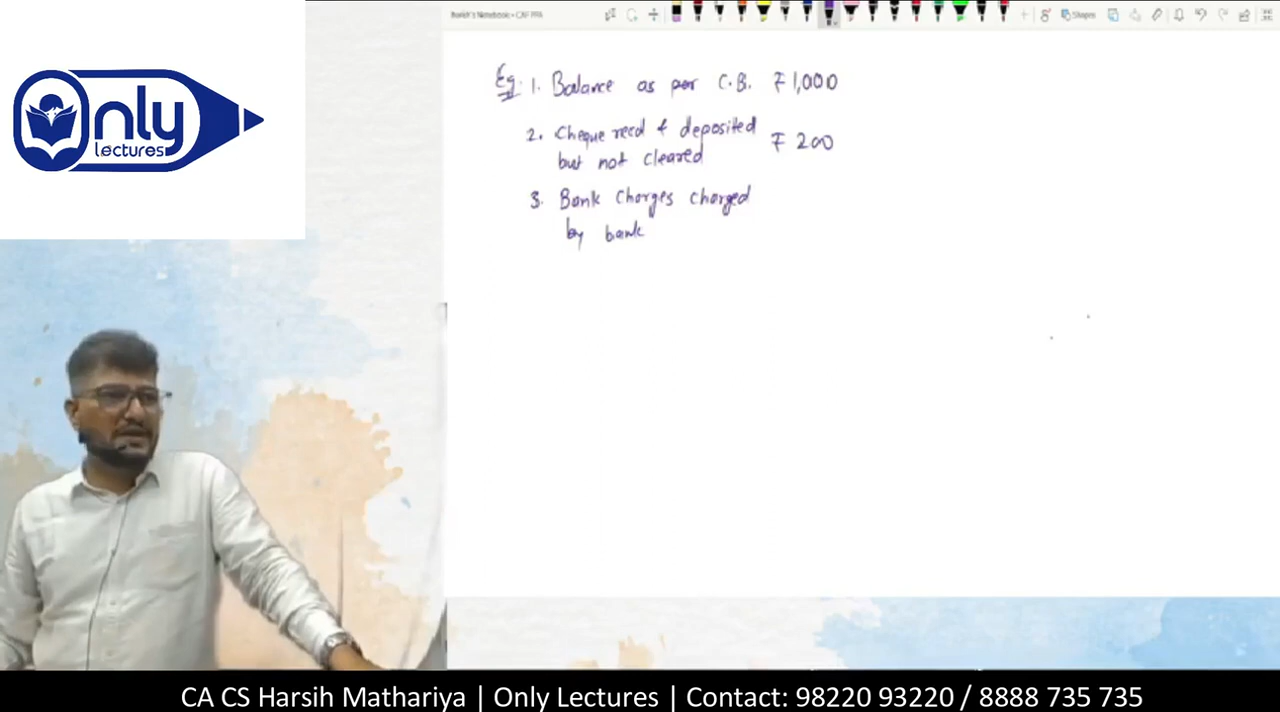 Only
lectures
Shapes
Eg. 1. Balance as per C.B. ₹ 1,000
2. Cheque recd & deposited ₹ 200
but not cleared
3. Bank Charges charged
by bank
CA CS Harsih Mathariya | Only Lectures | Contact: 98220 93220 / 8888 735 735